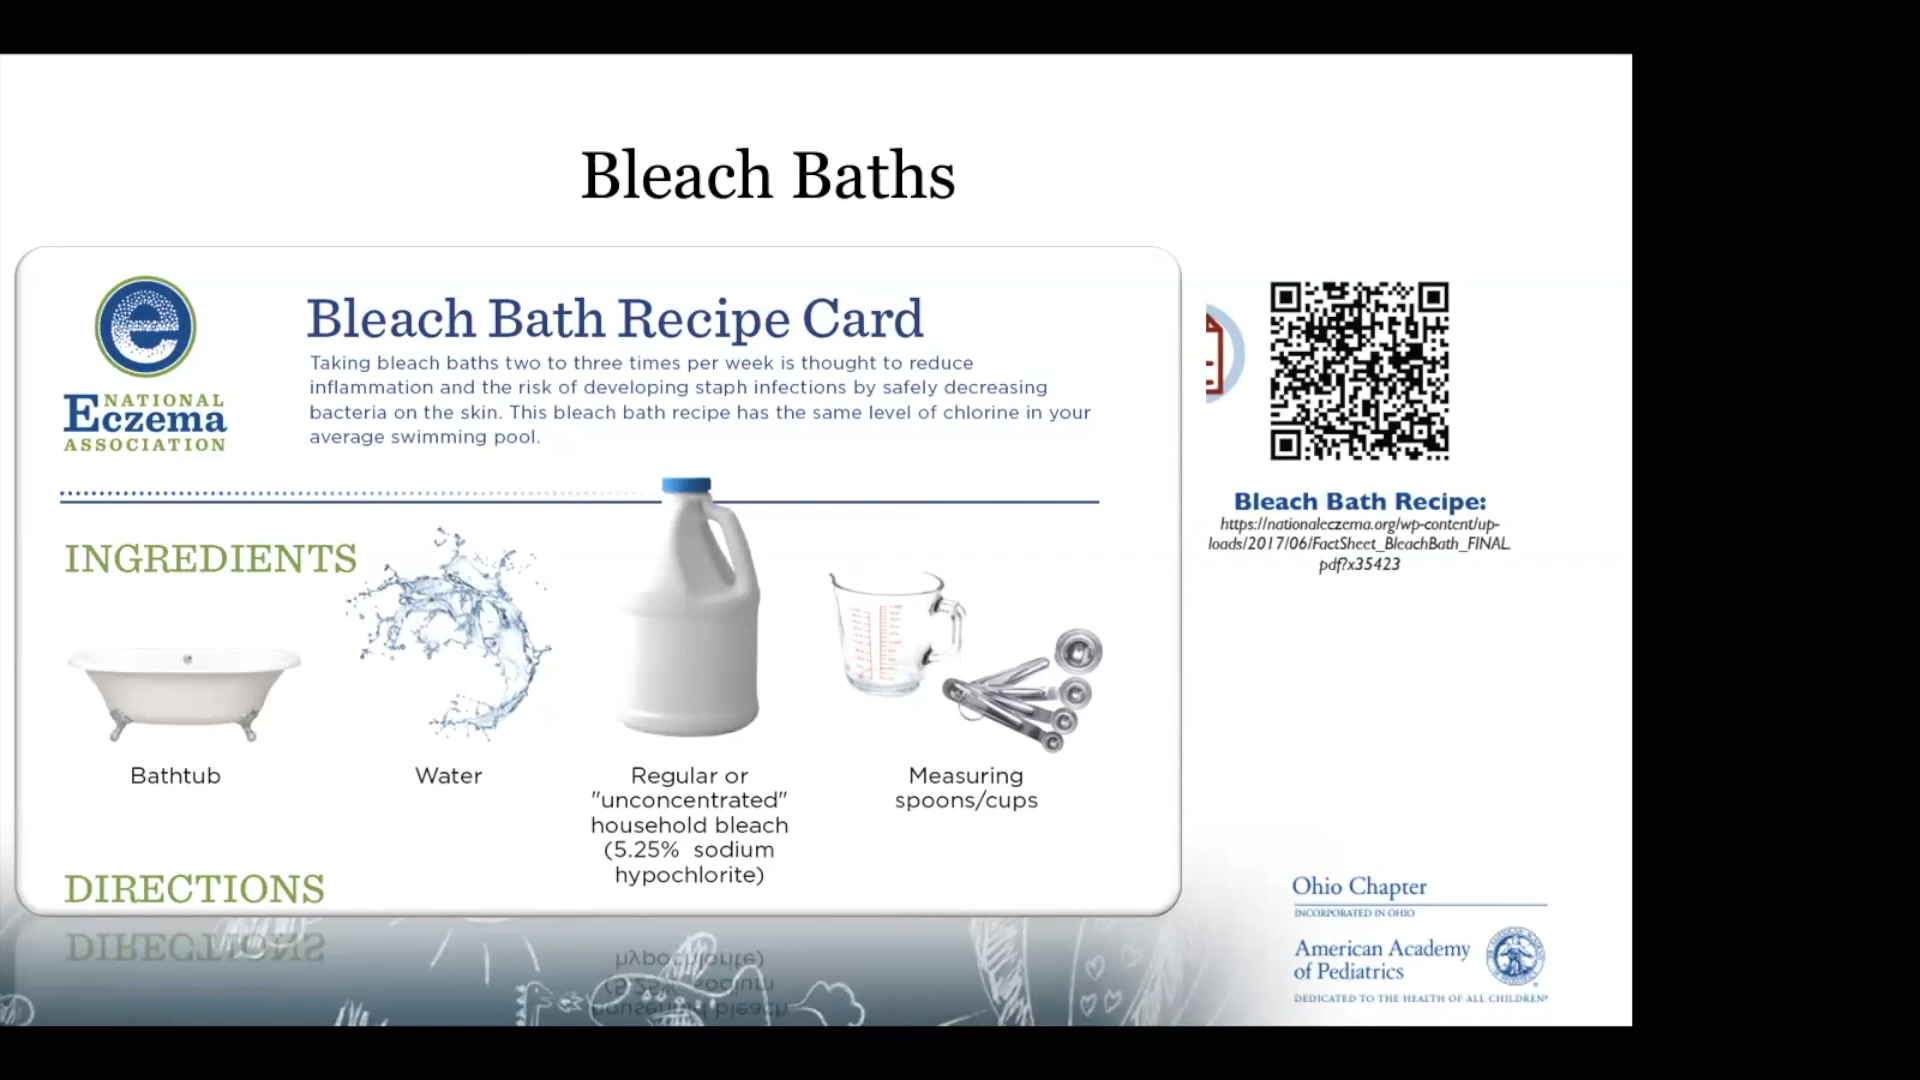 Bleach Baths
NATIONAL
Eczema
ASSOCIATION
Bleach Bath Recipe Card
Taking bleach baths two to three times per week is thought to reduce
inflammation and the risk of developing staph infections by safely decreasing
bacteria on the skin. This bleach bath recipe has the same level of chlorine in your
average swimming pool.
INGREDIENTS
Bathtub
Water
Regular or
"unconcentrated"
household bleach
(5.25% sodium
hypochlorite)
Measuring
spoons/cups
DIRECTIONS
Bleach Bath Recipe:
https://nationaleczema.org/wp-content/up-
loads/2017/06/FactSheet_BleachBath_FINAL.
pdf?x35423
Ohio Chapter
INCORPORATED IN OHIO
American Academy
of Pediatrics
DEDICATED TO THE HEALTH OF ALL CHILDREN®